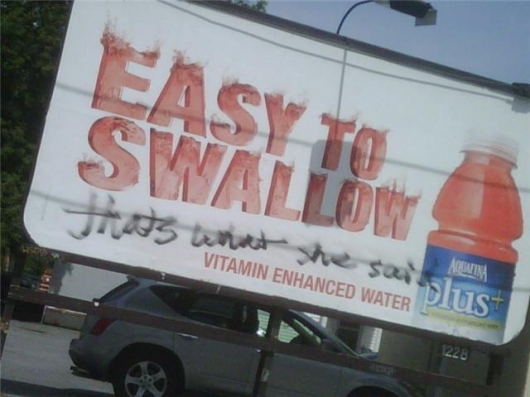 EASY TO
SWALLOW
thats what she said
VITAMIN ENHANCED WATER
AQUAFINA
plus+
1228